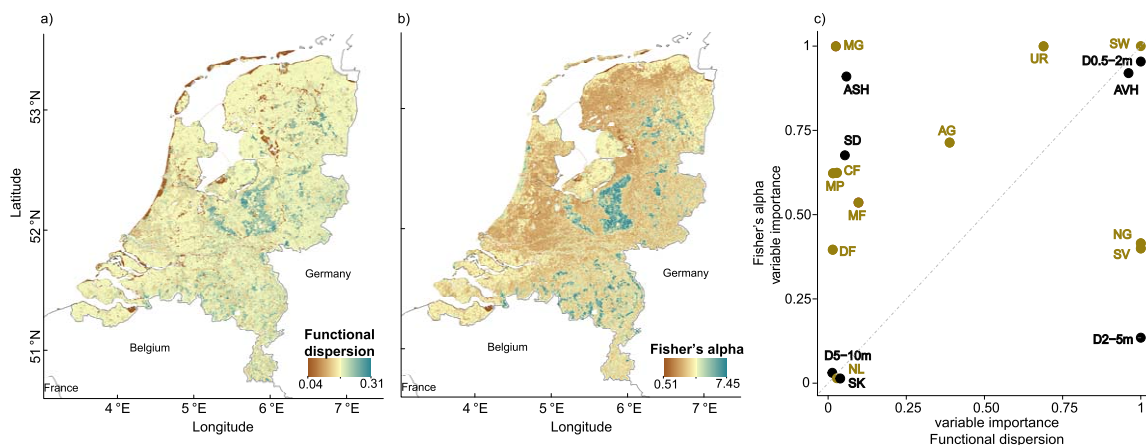 a)
b)
c)
Latitude
53 °N
52 °N
51 °N
Germany
Belgium
France
Functional
dispersion
0.04 0.31
4 °E 5 °E 6 °E 7 °E
Longitude
53 °N
52 °N
51 °N
Germany
Belgium
France
Fisher's alpha
0.51 7.45
4 °E 5 °E 6 °E 7 °E
Longitude
Fisher's alpha
variable importance
1
0.75
0.50
0.25
0
MG
UR
SW
D0.5−2m
ASH
AVH
AG
SD
CF
MP
MF
DF
NG
SV
D2−5m
D5−10m
NL
SK
0 0.25 0.50 0.75 1
variable importance
Functional dispersion